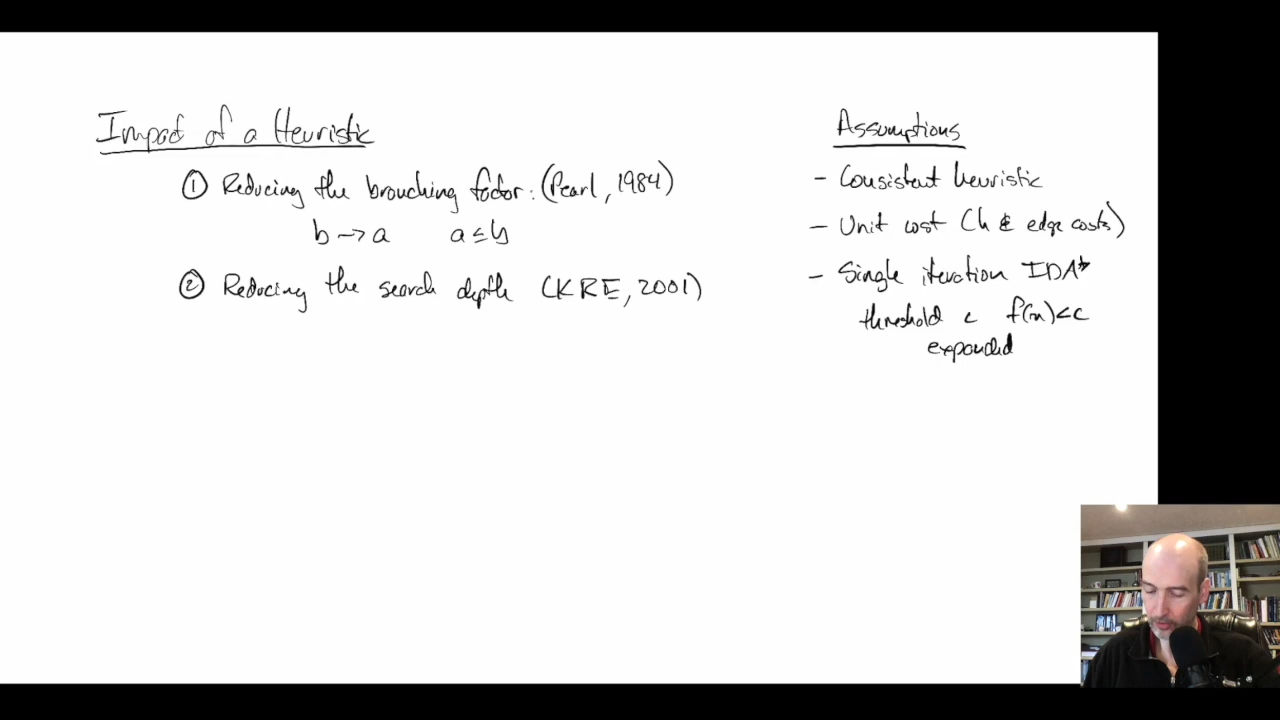 Impact of a Heuristic
① Reducing the branching factor: (Pearl, 1984)
b → a a ≤ b
② Reducing the search depth (KRE, 2001)
Assumptions
- Consistent heuristic
- Unit cost (h & edge costs)
- Single iteration IDA*
threshold c f(n)<c
expanded